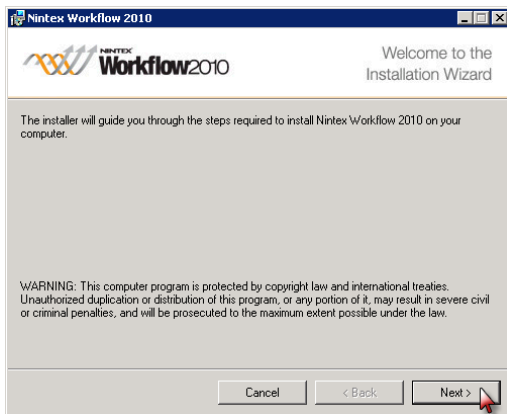 Nintex Workflow 2010
NINTEX
Workflow2010
Welcome to the
Installation Wizard
The installer will guide you through the steps required to install Nintex Workflow 2010 on your
computer.
WARNING: This computer program is protected by copyright law and international treaties.
Unauthorized duplication or distribution of this program, or any portion of it, may result in severe civil
or criminal penalties, and will be prosecuted to the maximum extent possible under the law.
Cancel
< Back
Next >